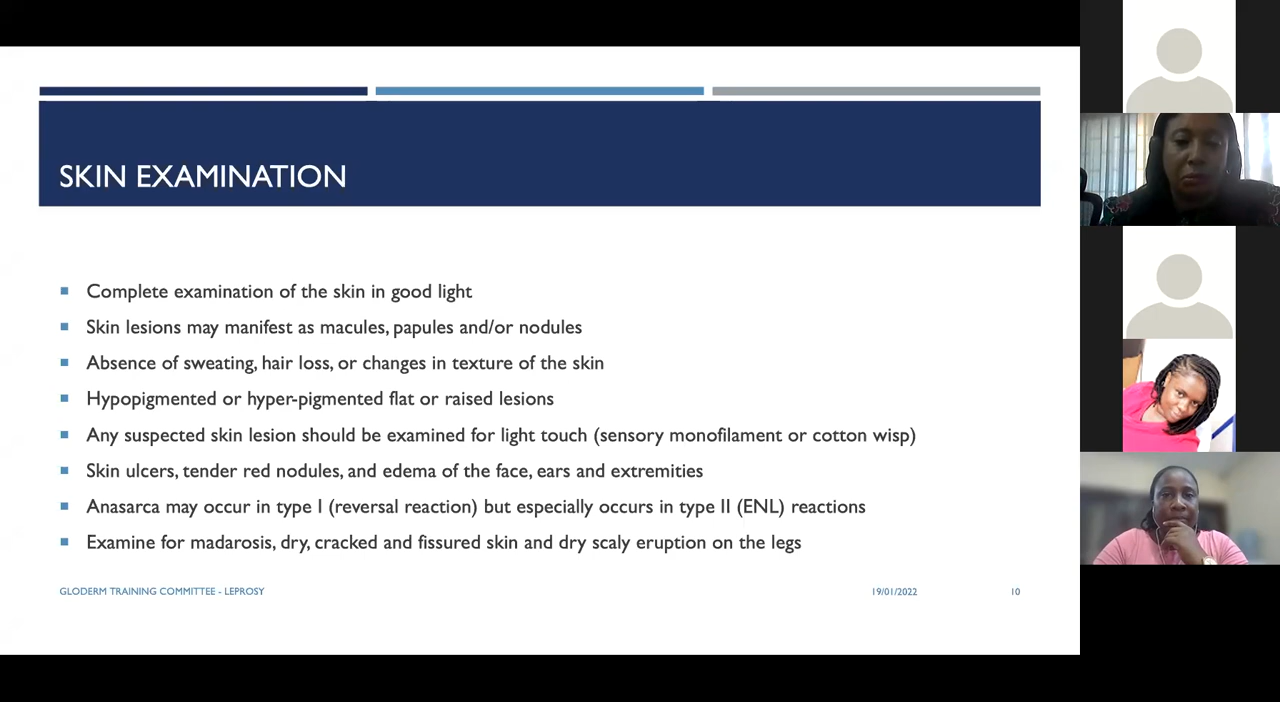 SKIN EXAMINATION
Complete examination of the skin in good light
Skin lesions may manifest as macules, papules and/or nodules
Absence of sweating, hair loss, or changes in texture of the skin
Hypopigmented or hyper-pigmented flat or raised lesions
Any suspected skin lesion should be examined for light touch (sensory monofilament or cotton wisp)
Skin ulcers, tender red nodules, and edema of the face, ears and extremities
Anasarca may occur in type I (reversal reaction) but especially occurs in type II (ENL) reactions
Examine for madarosis, dry, cracked and fissured skin and dry scaly eruption on the legs
GLODERM TRAINING COMMITTEE - LEPROSY 19/01/2022 10